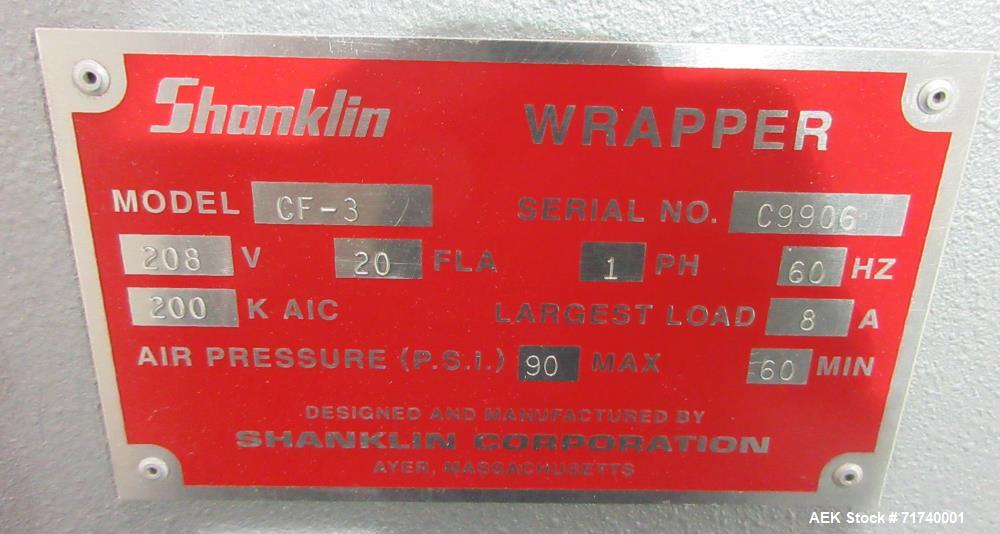 Shanklin WRAPPER
MODEL CF-3 SERIAL NO. C9906
208 V 20 FLA 1 PH 60 HZ
200 K AIC LARGEST LOAD 8 A
AIR PRESSURE (P.S.i.) 90 MAX 60 MIN
DESIGNED AND MANUFACTURED BY
SHANKLIN CORPORATION
AYER, MASSACHUSETTS
AEK Stock # 71740001